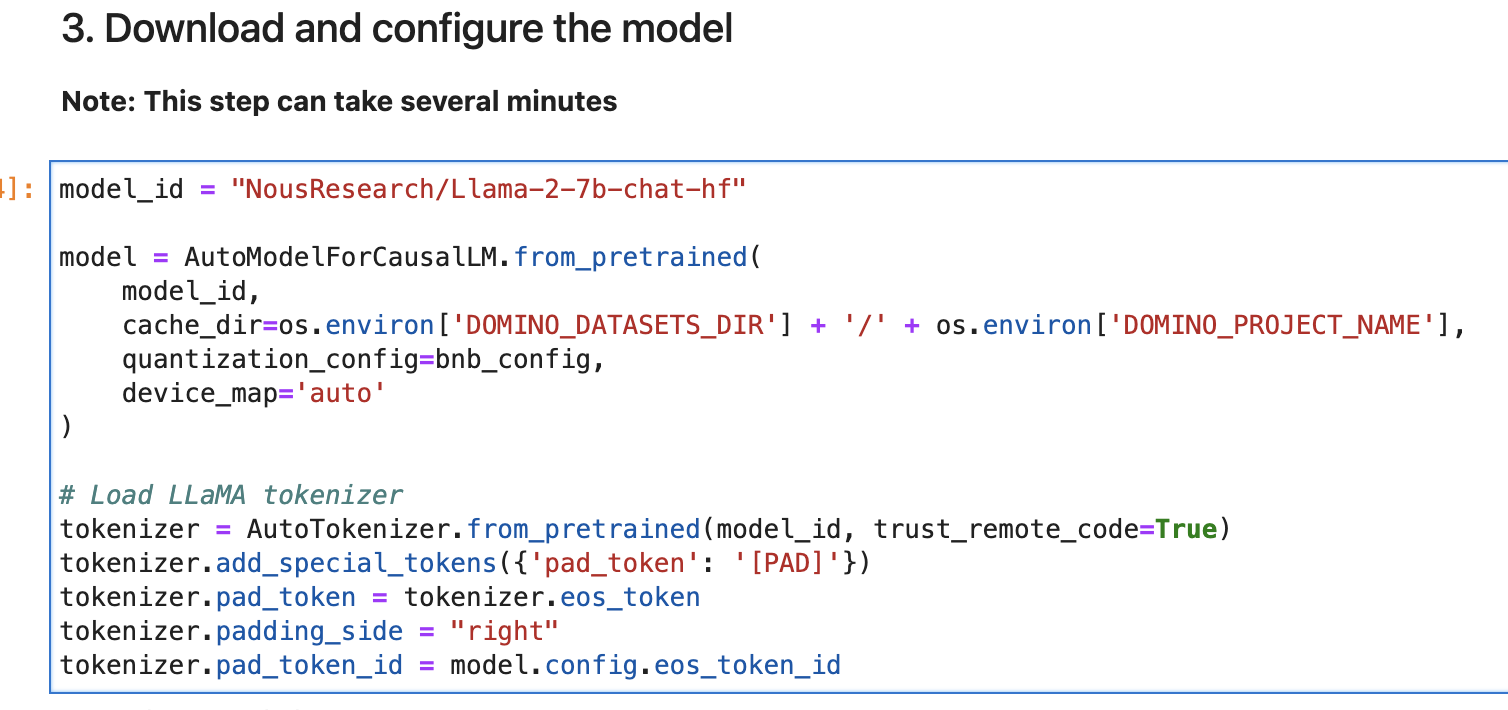 3. Download and configure the model
Note: This step can take several minutes
4]:
model_id = "NousResearch/Llama-2-7b-chat-hf"
model = AutoModelForCausalLM.from_pretrained(
    model_id,
    cache_dir=os.environ['DOMINO_DATASETS_DIR'] + '/' + os.environ['DOMINO_PROJECT_NAME'],
    quantization_config=bnb_config,
    device_map='auto'
)
# Load LLaMA tokenizer
tokenizer = AutoTokenizer.from_pretrained(model_id, trust_remote_code=True)
tokenizer.add_special_tokens({'pad_token': '[PAD]'})
tokenizer.pad_token = tokenizer.eos_token
tokenizer.padding_side = "right"
tokenizer.pad_token_id = model.config.eos_token_id